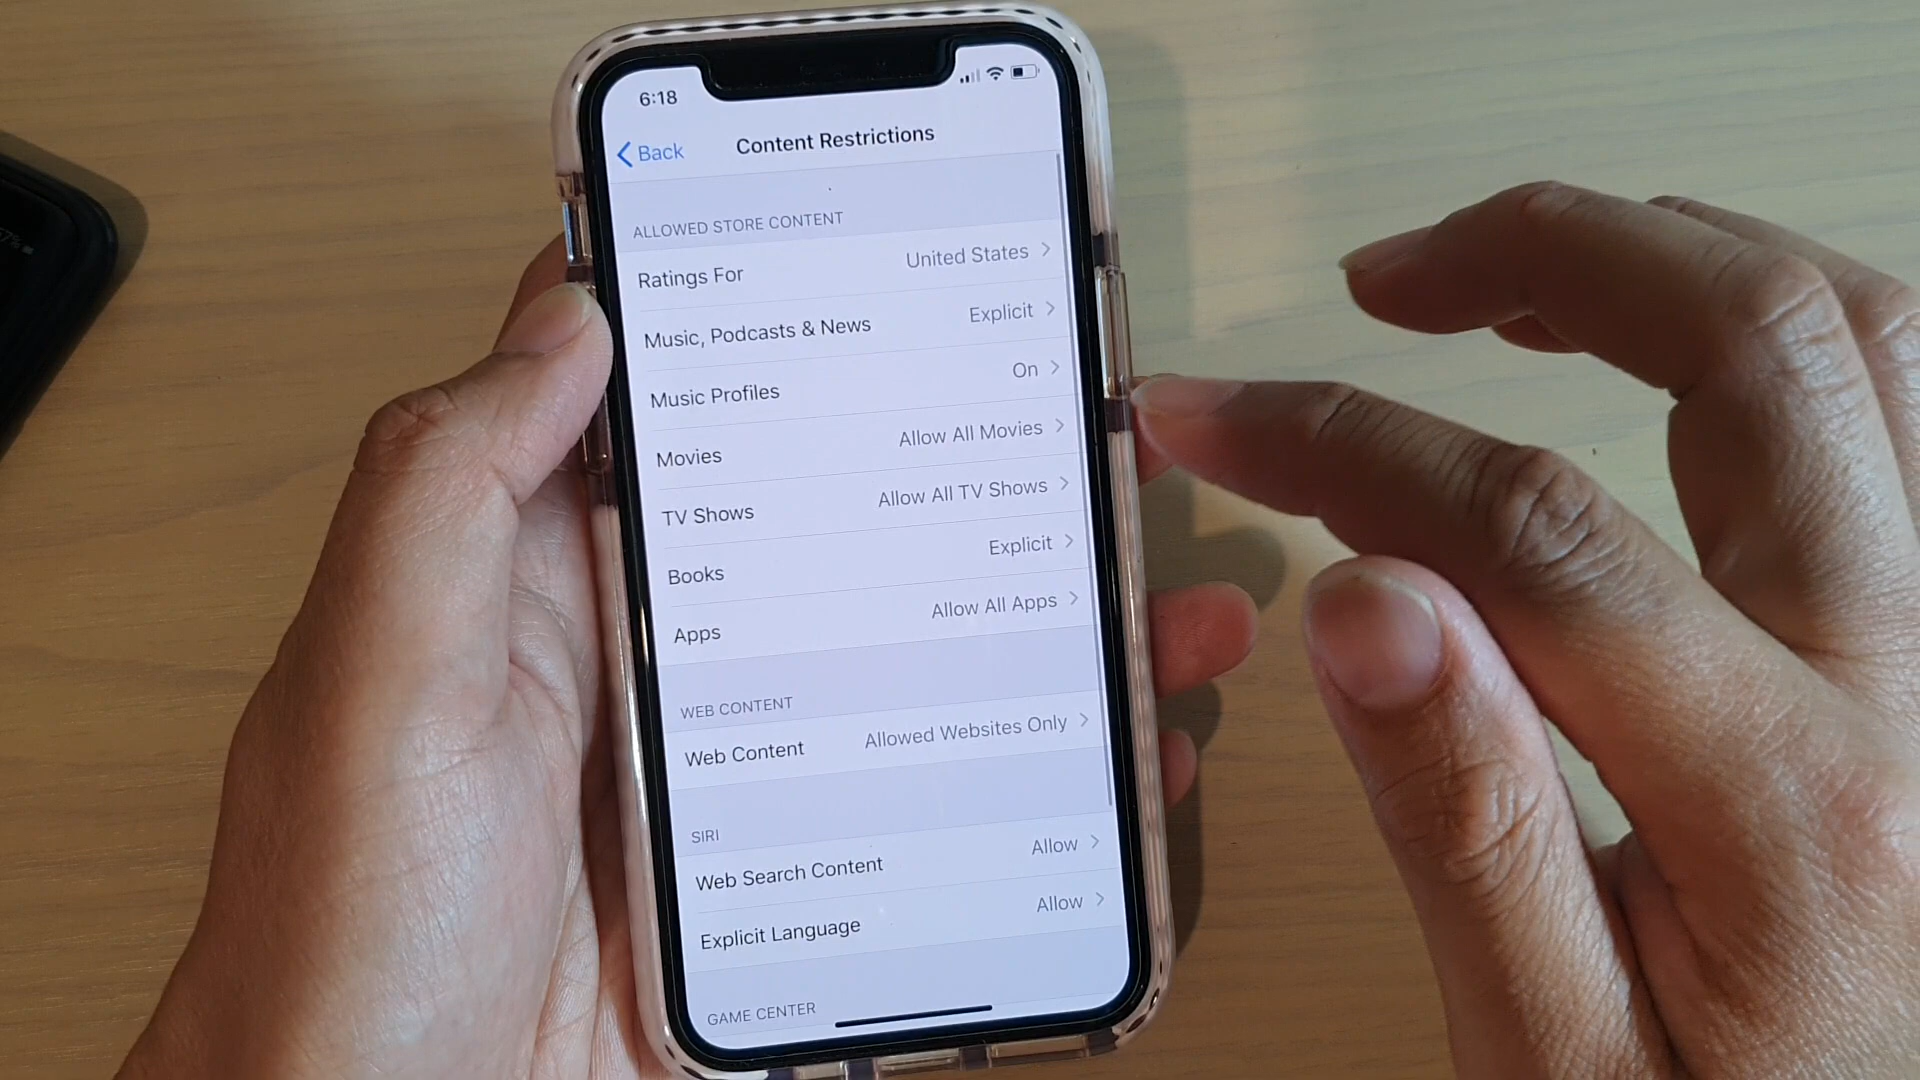 6:18
Back
Content Restrictions
ALLOWED STORE CONTENT
Ratings For United States
Music, Podcasts & News Explicit
Music Profiles On
Movies Allow All Movies
TV Shows Allow All TV Shows
Books Explicit
Apps Allow All Apps
WEB CONTENT
Web Content Allowed Websites Only
SIRI
Web Search Content Allow
Explicit Language Allow
GAME CENTER